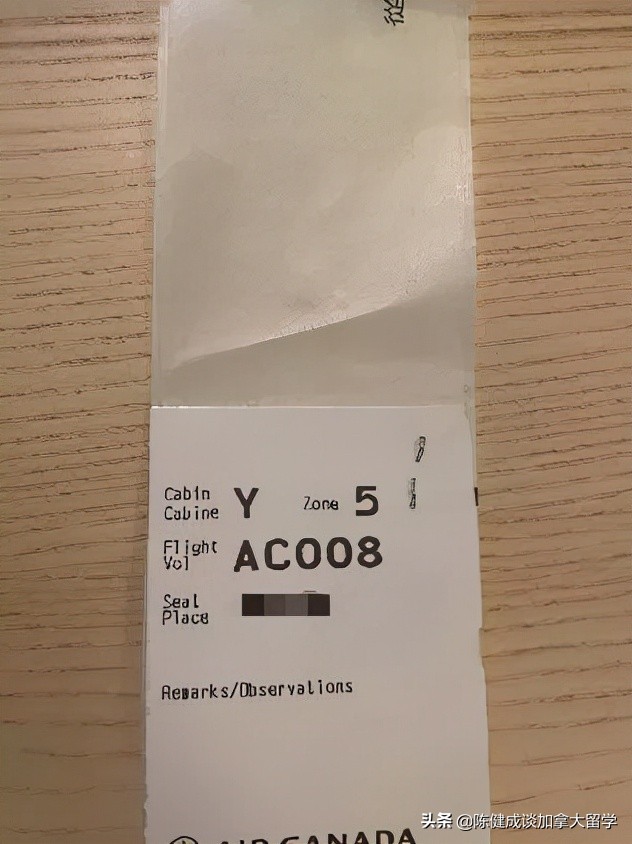 Cabin
Cabine Y Zone 5
Flight
Vol AC008
Seat
Place
Remarks/Observations
AIR CANADA
头条 @陈健成谈加拿大留学